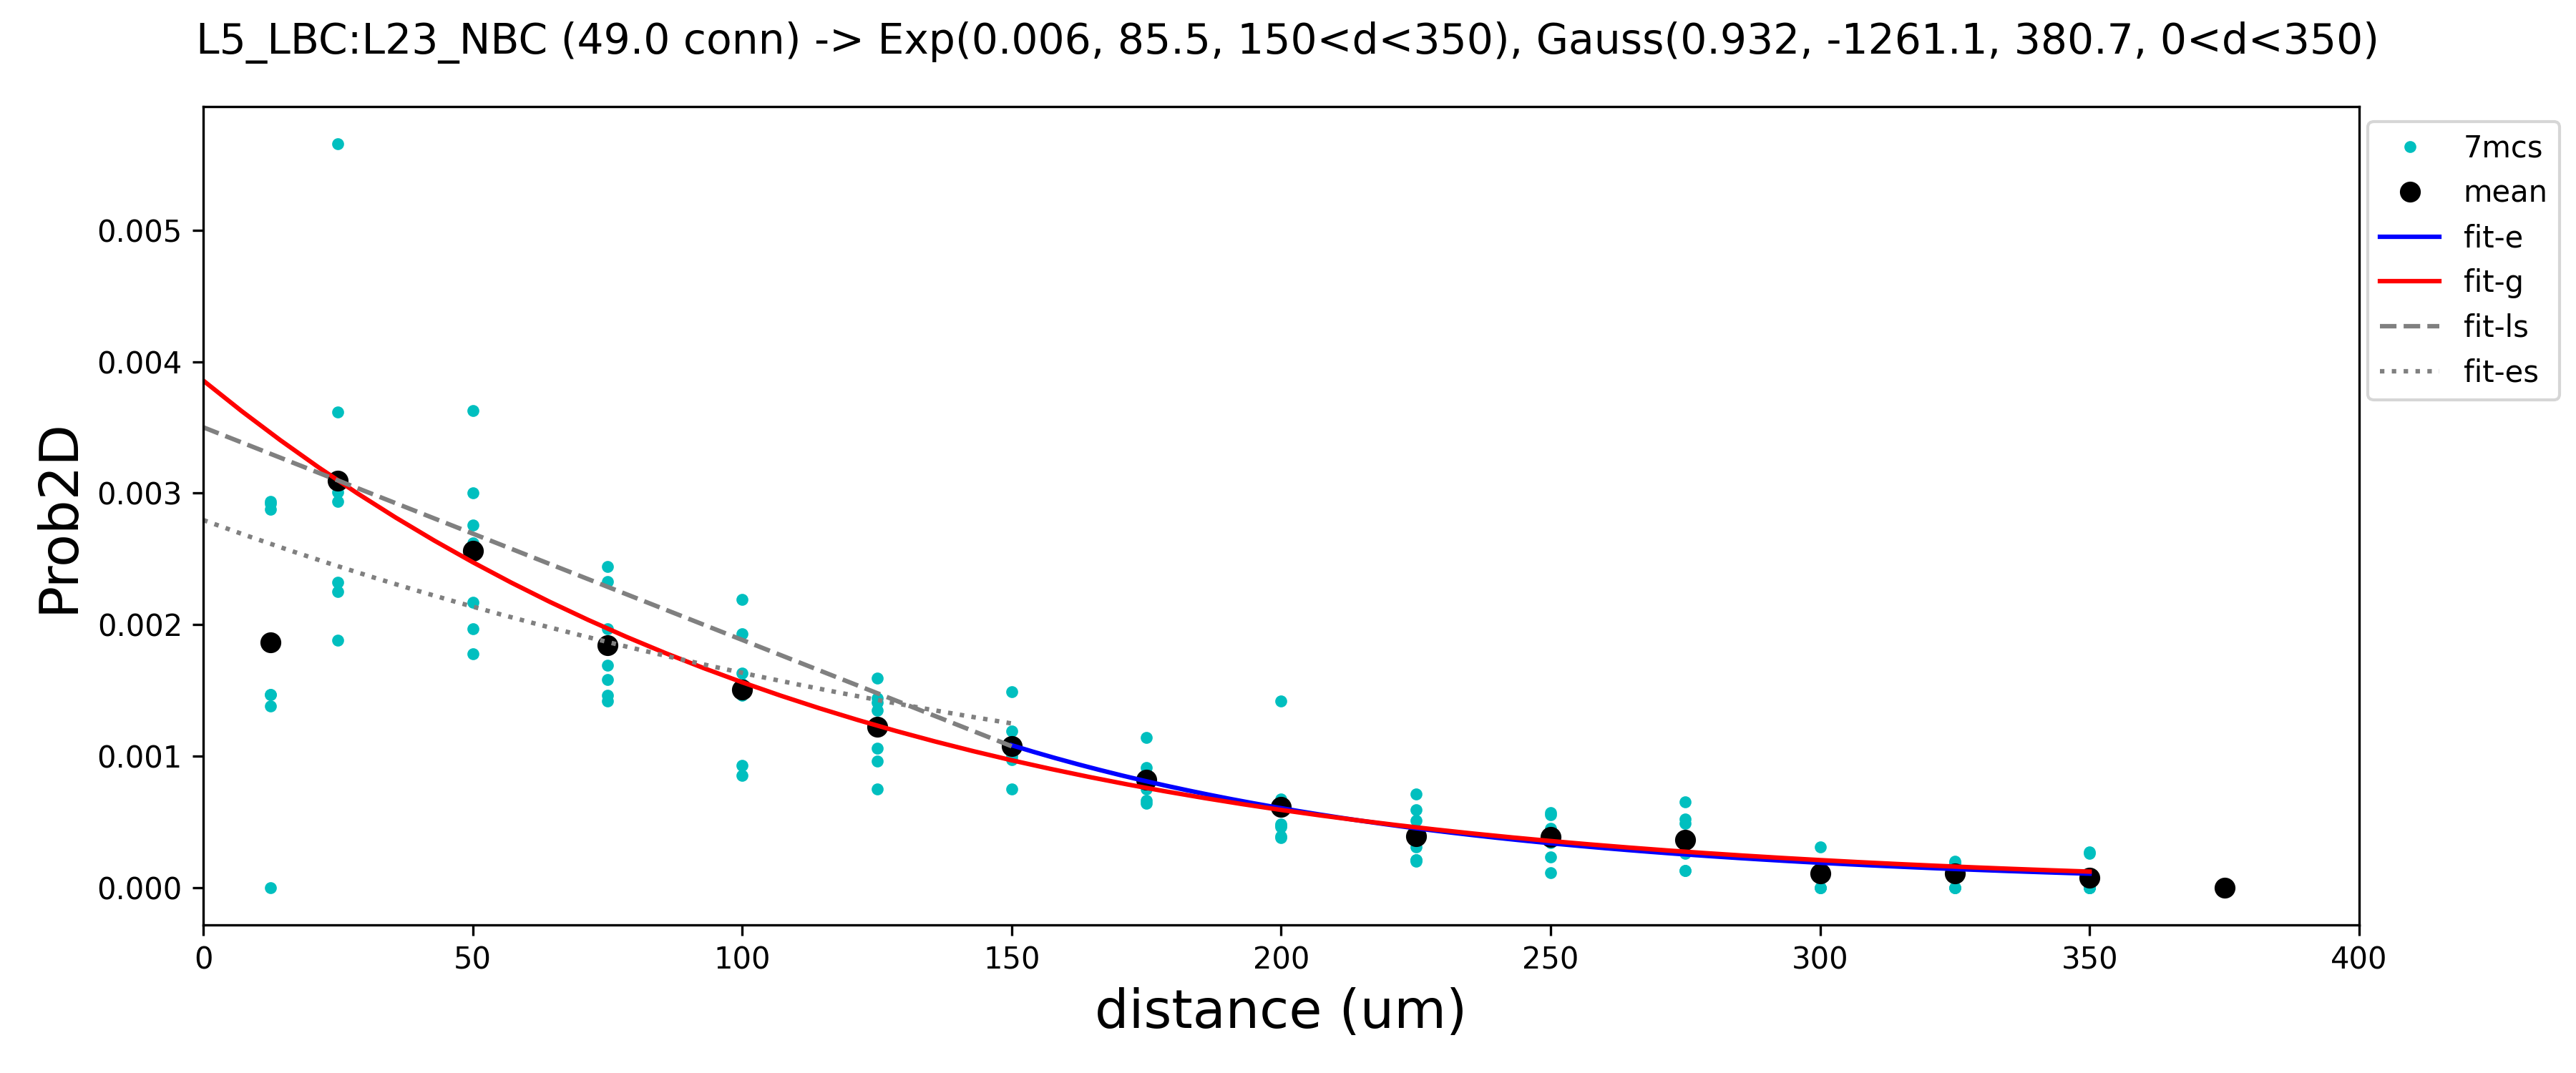 L5_LBC:L23_NBC (49.0 conn) -> Exp(0.006, 85.5, 150<d<350), Gauss(0.932, -1261.1, 380.7, 0<d<350)
7mcs
mean
fit-e
fit-g
fit-ls
fit-es
Prob2D
0.005
0.004
0.003
0.002
0.001
0.000
0 50 100 150 200 250 300 350 400
distance (um)